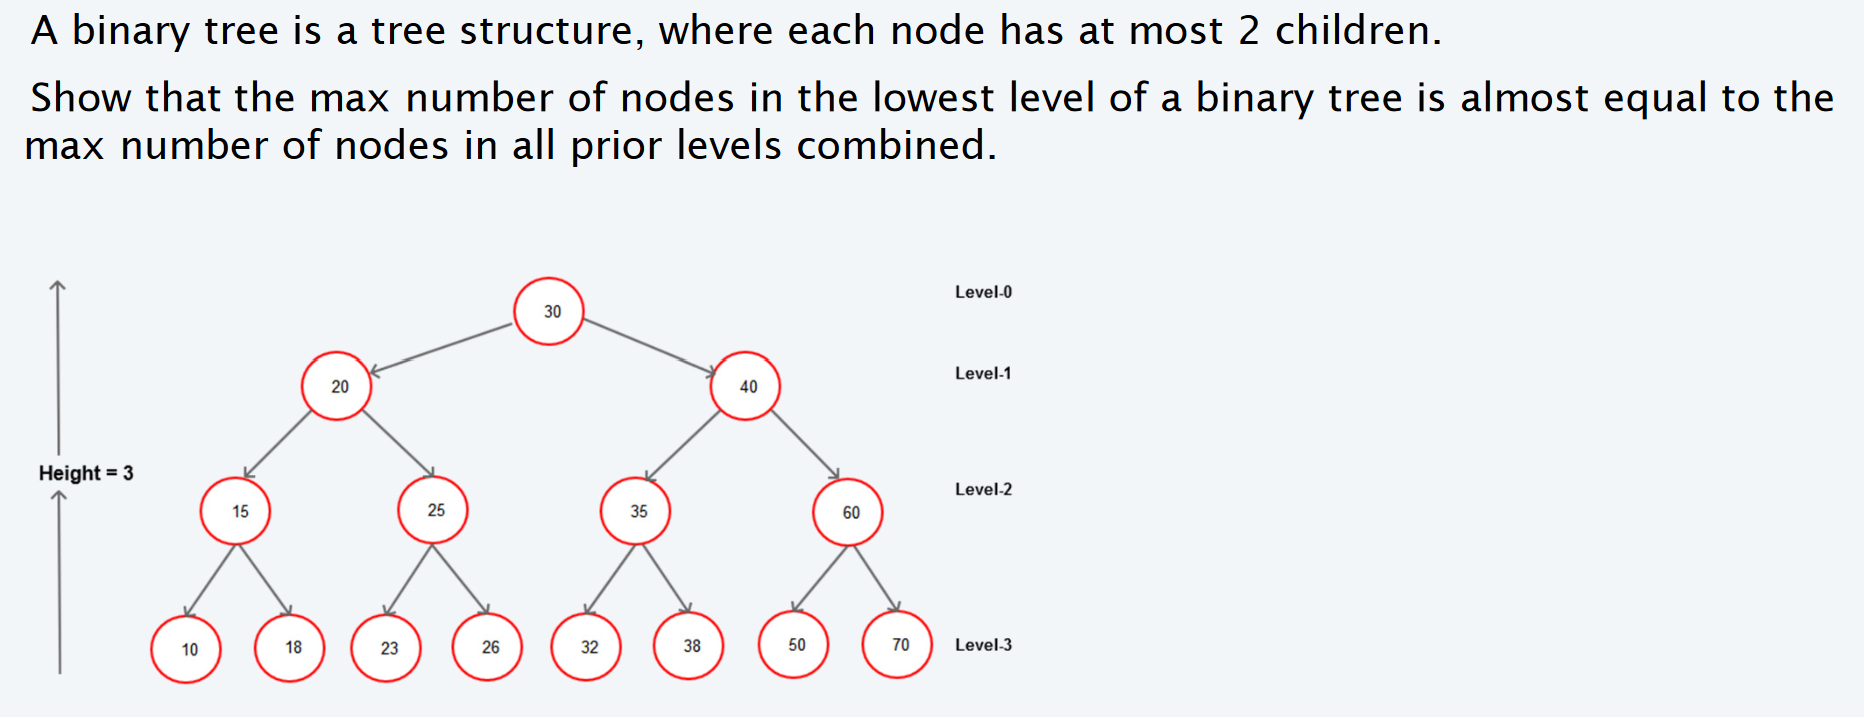 A binary tree is a tree structure, where each node has at most 2 children.
Show that the max number of nodes in the lowest level of a binary tree is almost equal to the
max number of nodes in all prior levels combined.
Level-0
30
Level-1
20
40
Height = 3
Level-2
15
25
35
60
10
18
23
26
32
38
50
70
Level-3